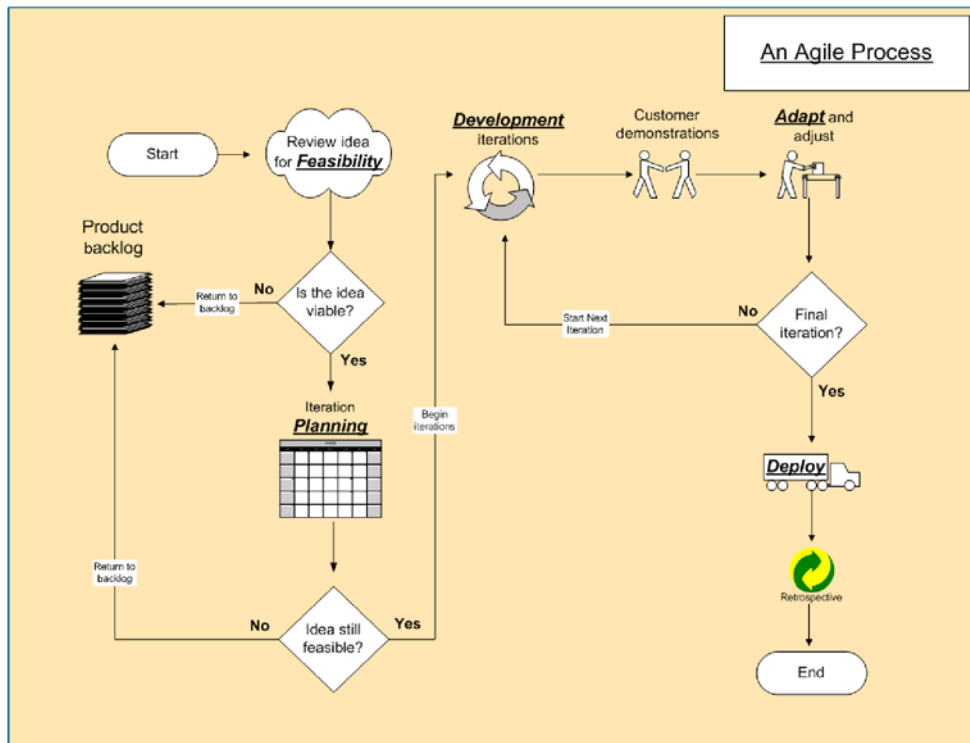 An Agile Process
Start
Review idea
for Feasibility
Product
backlog
No
Return to
backlog
Is the idea
viable?
Yes
Iteration
Planning
Return to
backlog
No
Idea still
feasible?
Yes
Begin
iterations
Development
iterations
Customer
demonstrations
Adapt and
adjust
Start Next
Iteration
No
Final
iteration?
Yes
Deploy
Retrospective
End